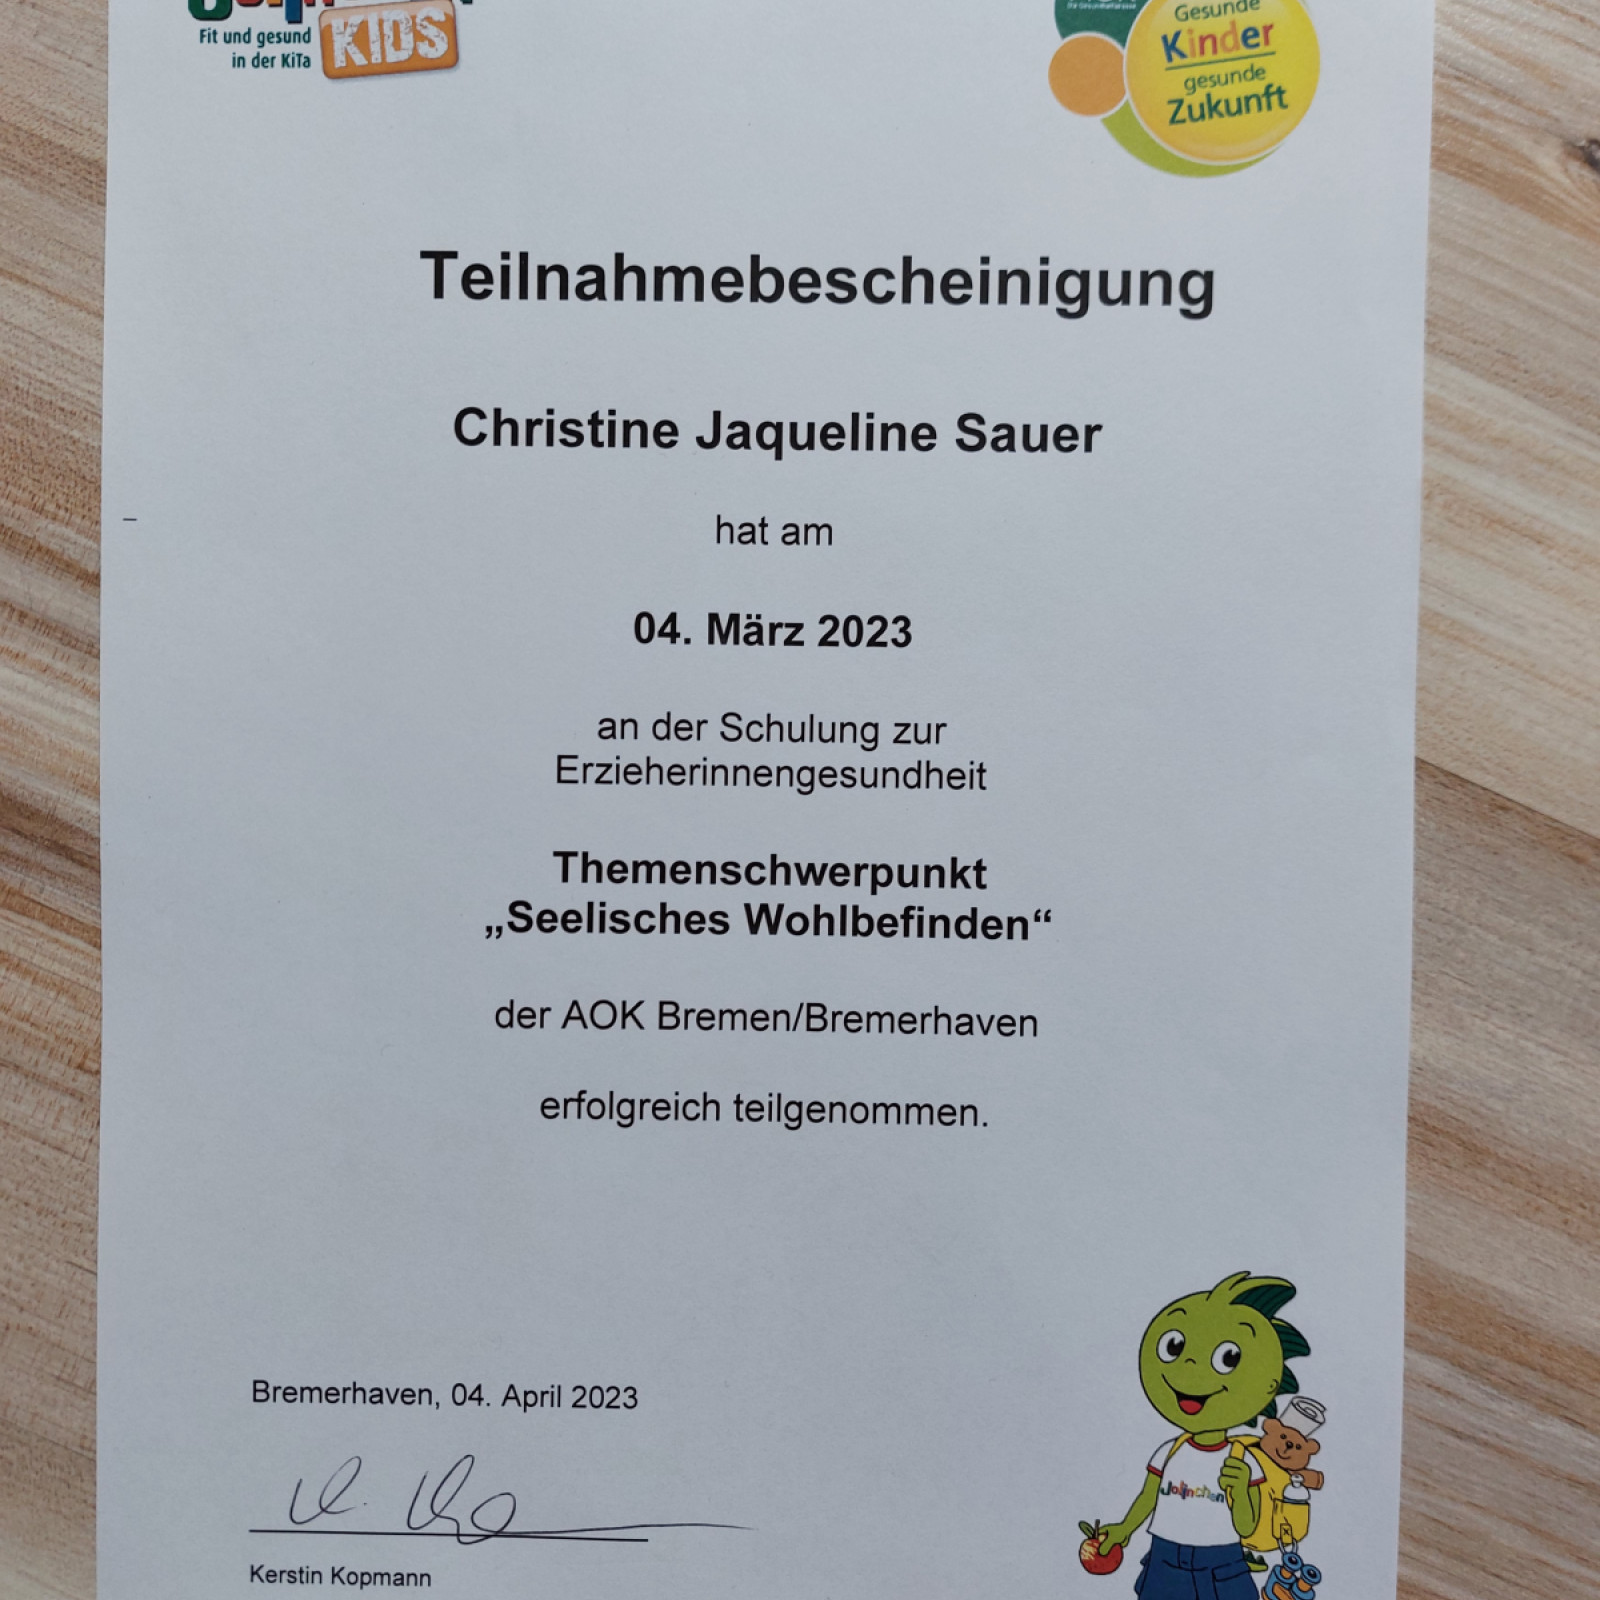 Fit und gesund
in der KiTa
KIDS
Gesunde
Kinder
gesunde
Zukunft
Teilnahmebescheinigung
Christine Jaqueline Sauer
hat am
04. März 2023
an der Schulung zur
Erzieherinnengesundheit
Themenschwerpunkt
„Seelisches Wohlbefinden“
der AOK Bremen/Bremerhaven
erfolgreich teilgenommen.
Bremerhaven, 04. April 2023
Kerstin Kopmann
Jolinchen